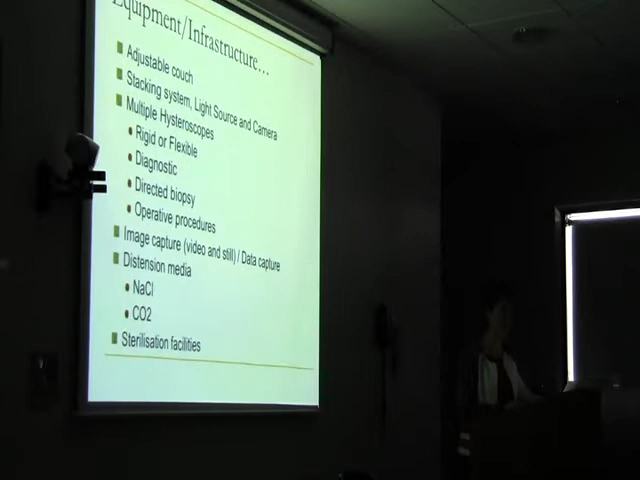 Equipment/Infrastructure...
Adjustable couch
Stacking system, Light Source and Camera
Multiple Hysteroscopes
Rigid or Flexible
Diagnostic
Directed biopsy
Operative procedures
Image capture (video and still) / Data capture
Distension media
NaCl
CO2
Sterilisation facilities